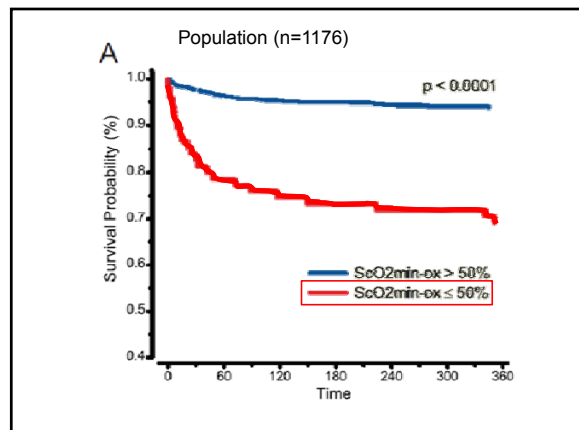 Population (n=1176)
A
p < 0.0001
Survival Probability (%)
1.0
0.9
0.8
0.7
0.6
0.5
0.4
ScO2min-ox > 50%
ScO2min-ox ≤ 50%
0 60 120 180 240 300 360
Time